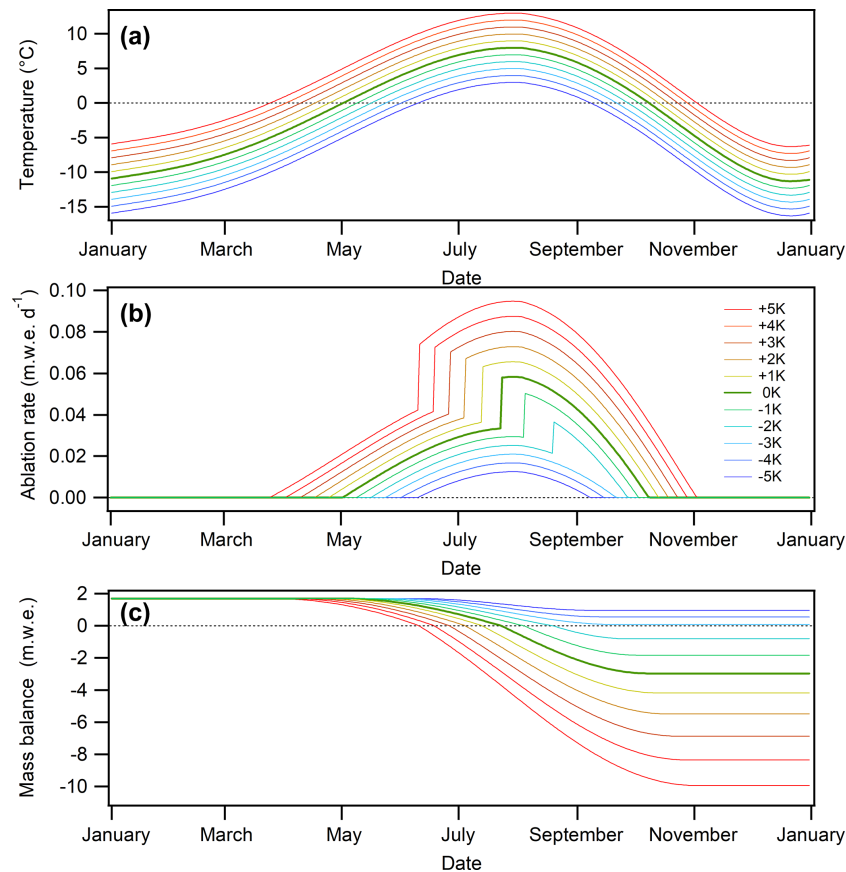 (a)
Temperature (°C)
10
5
0
-5
-10
-15
January March May July September November January
Date
(b)
Ablation rate (m.w.e. d-1)
0.10
0.08
0.06
0.04
0.02
0.00
+5K
+4K
+3K
+2K
+1K
0K
-1K
-2K
-3K
-4K
-5K
January March May July September November January
Date
(c)
Mass balance (m.w.e.)
2
0
-2
-4
-6
-8
-10
January March May July September November January
Date